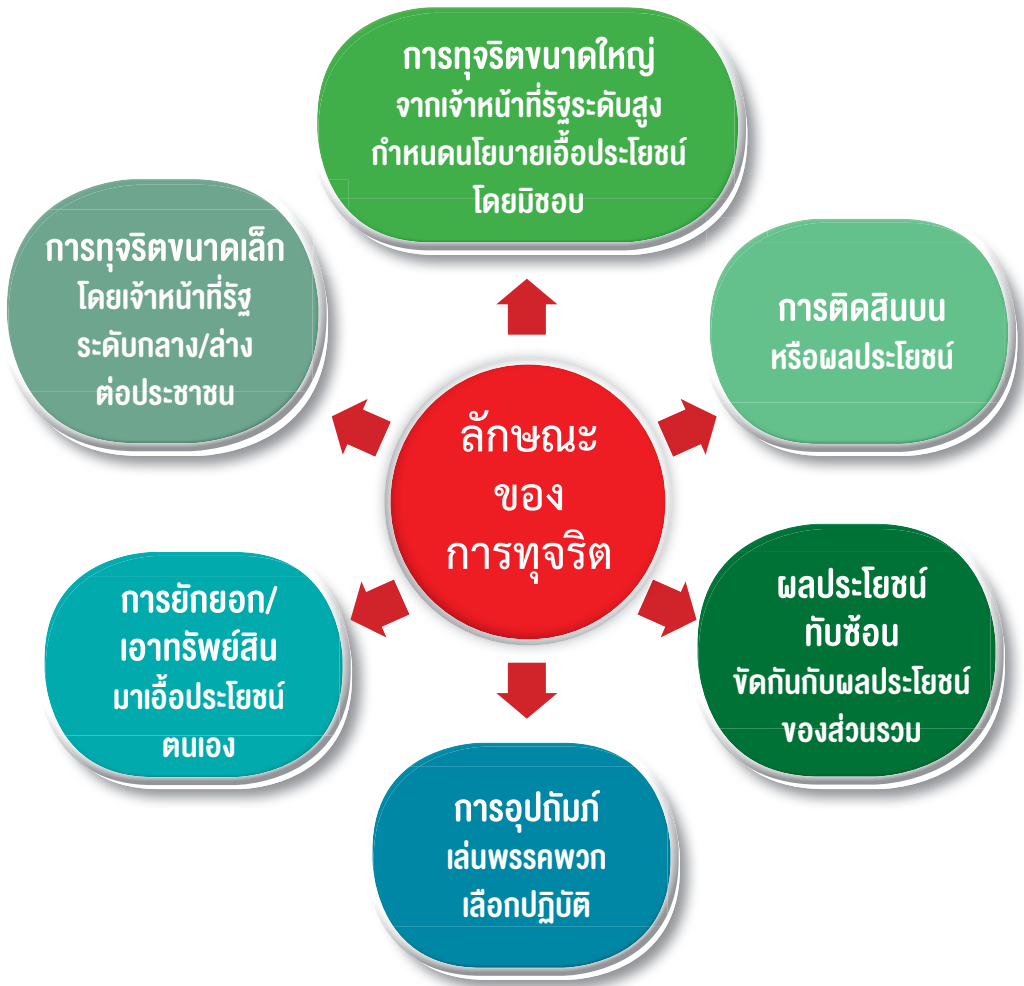 การทุจริตขนาดใหญ่
จากเจ้าหน้าที่รัฐระดับสูง
กำหนดนโยบายเอื้อประโยชน์
โดยมิชอบ
การติดสินบน
หรือผลประโยชน์
ผลประโยชน์
ทับซ้อน
ขัดกันกับผลประโยชน์
ของส่วนรวม
การอุปถัมภ์
เล่นพรรคพวก
เลือกปฏิบัติ
การยักยอก/
เอาทรัพย์สิน
มาเอื้อประโยชน์
ตนเอง
การทุจริตขนาดเล็ก
โดยเจ้าหน้าที่รัฐ
ระดับกลาง/ล่าง
ต่อประชาชน
ลักษณะ
ของ
การทุจริต